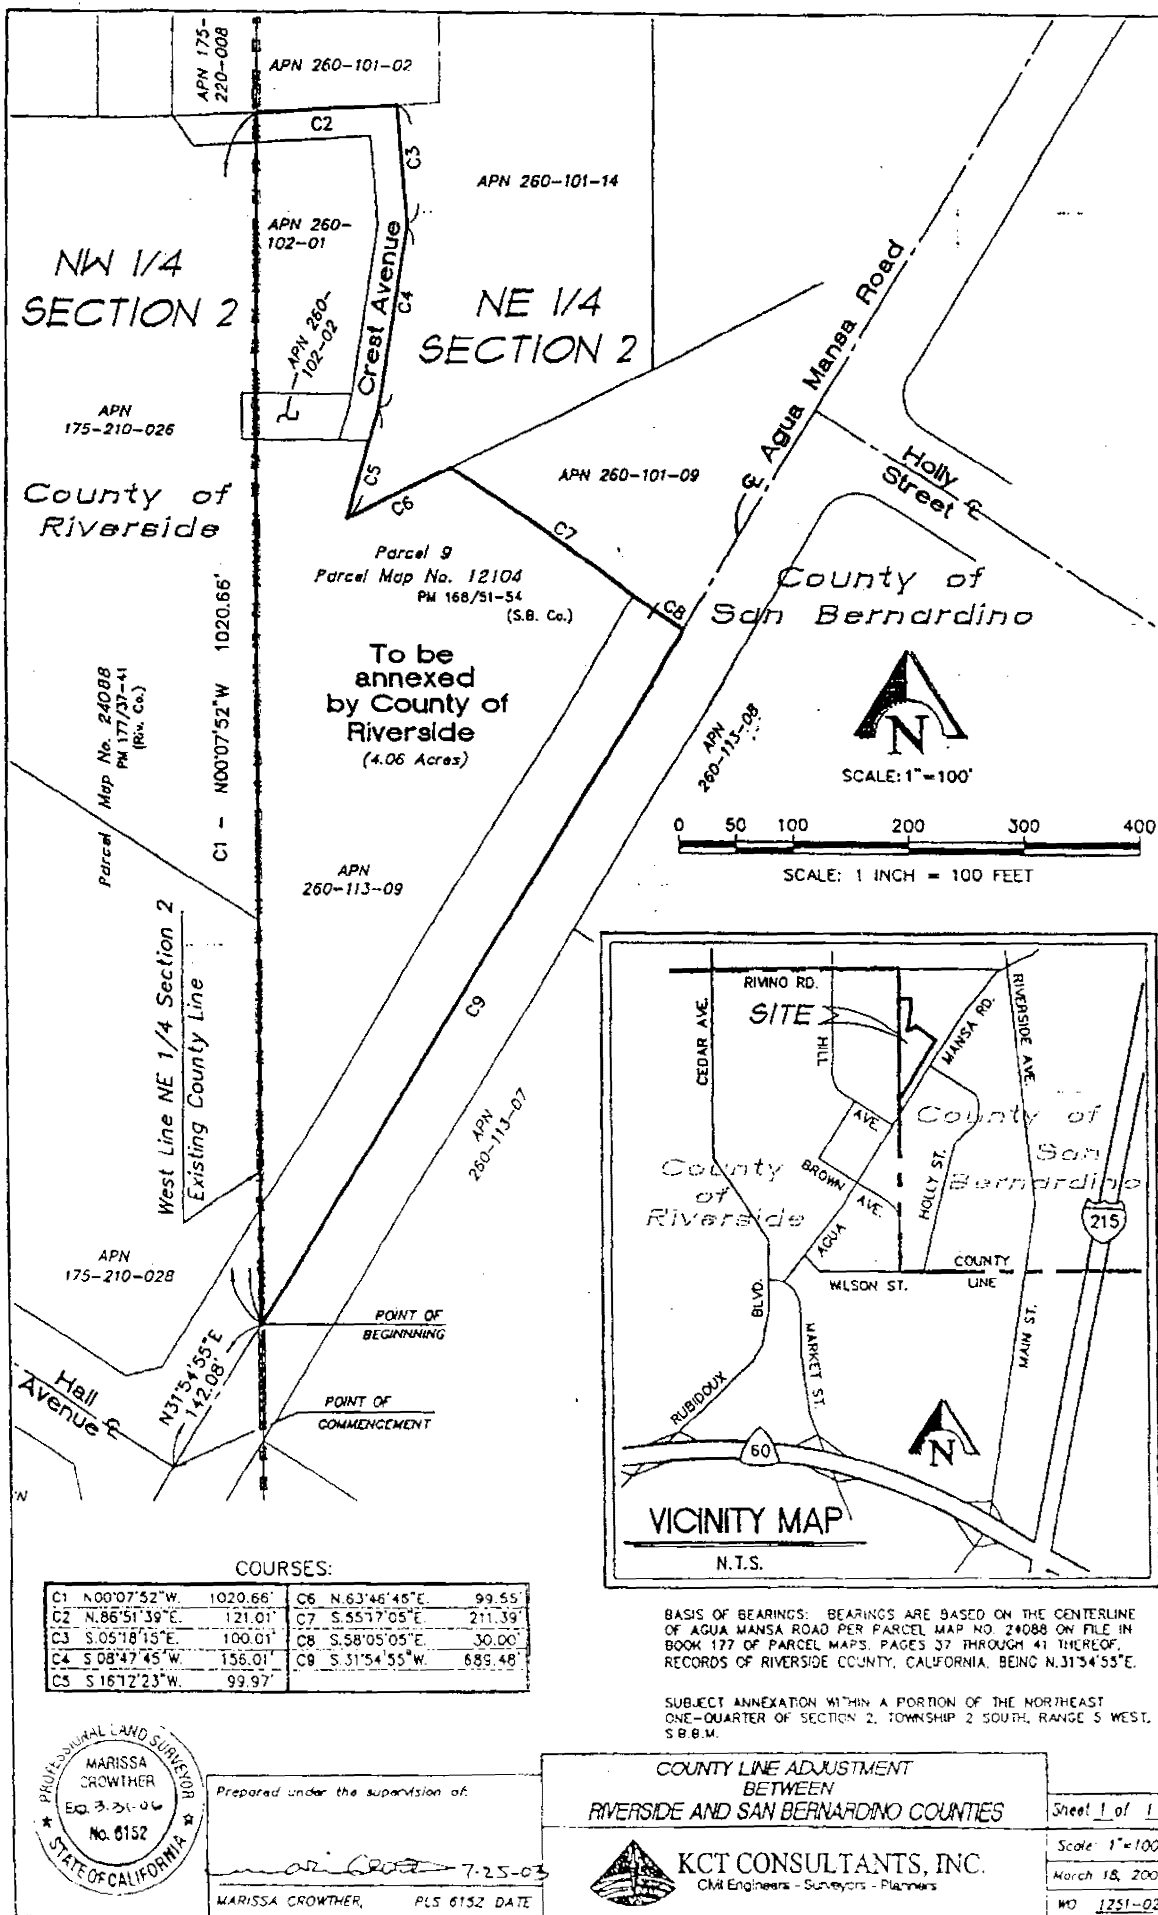 APN 175-
220-008
APN 260-101-02
C2
C3
APN 260-101-14
APN 260-
102-01
NW 1/4
SECTION 2
Crest Avenue
C4
NE 1/4
SECTION 2
APN 260-
102-02
Agua Mansa Road
APN
175-210-026
County of
Riverside
C5
C6
APN 260-101-09
C7
Holly
Street
Parcel 9
Parcel Map No. 12104
PM 168/51-54
(S.B. Co.)
C8
County of
San Bernardino
To be
annexed
by County of
Riverside
(4.06 Acres)
Parcel Map No. 24088
PM 177/37-41
(Riv. Co.)
C1 - N00°07'52"W 1020.66'
APN
260-113-08
N
SCALE: 1"=100'
0 50 100 200 300 400
SCALE: 1 INCH = 100 FEET
APN
260-113-09
West Line NE 1/4 Section 2
Existing County Line
C9
APN
260-113-07
APN
175-210-028
POINT OF
BEGINNING
N31°54'55"E
142.08'
Hall
Avenue
POINT OF
COMMENCEMENT
RIVINO RD.
SITE
CEDAR AVE.
HILL
AVE.
MANSA RD.
RIVERSIDE AVE.
County of
San
Bernardino
County
of
Riverside
BROWN AVE.
HOLLY ST.
AGUA
215
COUNTY
LINE
WILSON ST.
BLVD.
MARKET ST.
MAIN ST.
RUBIDOUX
60
N
VICINITY MAP
N.T.S.
COURSES:
C1 N00°07'52"W. 1020.66' C6 N.63°46'45"E. 99.55'
C2 N.86°51'39"E. 121.01' C7 S.55°17'05"E. 211.39'
C3 S.05°18'15"E. 100.01' C8 S.58°05'05"E. 30.00'
C4 S 08°47'45"W. 156.01' C9 S.31°54'55"W. 689.48'
C5 S 16°12'23"W. 99.97'
BASIS OF BEARINGS: BEARINGS ARE BASED ON THE CENTERLINE
OF AGUA MANSA ROAD PER PARCEL MAP NO. 24088 ON FILE IN
BOOK 177 OF PARCEL MAPS, PAGES 37 THROUGH 41 THEREOF,
RECORDS OF RIVERSIDE COUNTY, CALIFORNIA, BEING N.31°54'55"E.
SUBJECT ANNEXATION WITHIN A PORTION OF THE NORTHEAST
ONE-QUARTER OF SECTION 2, TOWNSHIP 2 SOUTH, RANGE 5 WEST,
S.B.B.M.
PROFESSIONAL LAND SURVEYOR
MARISSA
CROWTHER
Exp. 3-31-06
No. 6152
STATE OF CALIFORNIA
Prepared under the supervision of:
7-25-03
MARISSA CROWTHER, PLS 6152 DATE
COUNTY LINE ADJUSTMENT
BETWEEN
RIVERSIDE AND SAN BERNARDINO COUNTIES
KCT CONSULTANTS, INC.
Civil Engineers - Surveyors - Planners
Sheet 1 of 1
Scale: 1"=100
March 18, 200
WO 1251-02